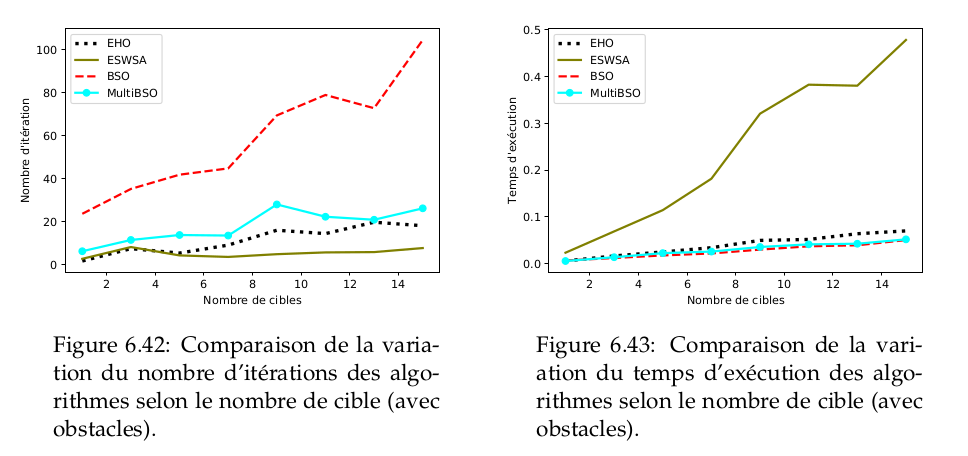 100
80
60
40
20
0
Nombre d'itération
EHO
ESWSA
BSO
MultiBSO
2 4 6 8 10 12 14
Nombre de cibles
Figure 6.42: Comparaison de la varia-
tion du nombre d'itérations des algo-
rithmes selon le nombre de cible (avec
obstacles).
0.5
0.4
0.3
0.2
0.1
0.0
Temps d'exécution
EHO
ESWSA
BSO
MultiBSO
2 4 6 8 10 12 14
Nombre de cibles
Figure 6.43: Comparaison de la vari-
ation du temps d'exécution des algo-
rithmes selon le nombre de cible (avec
obstacles).